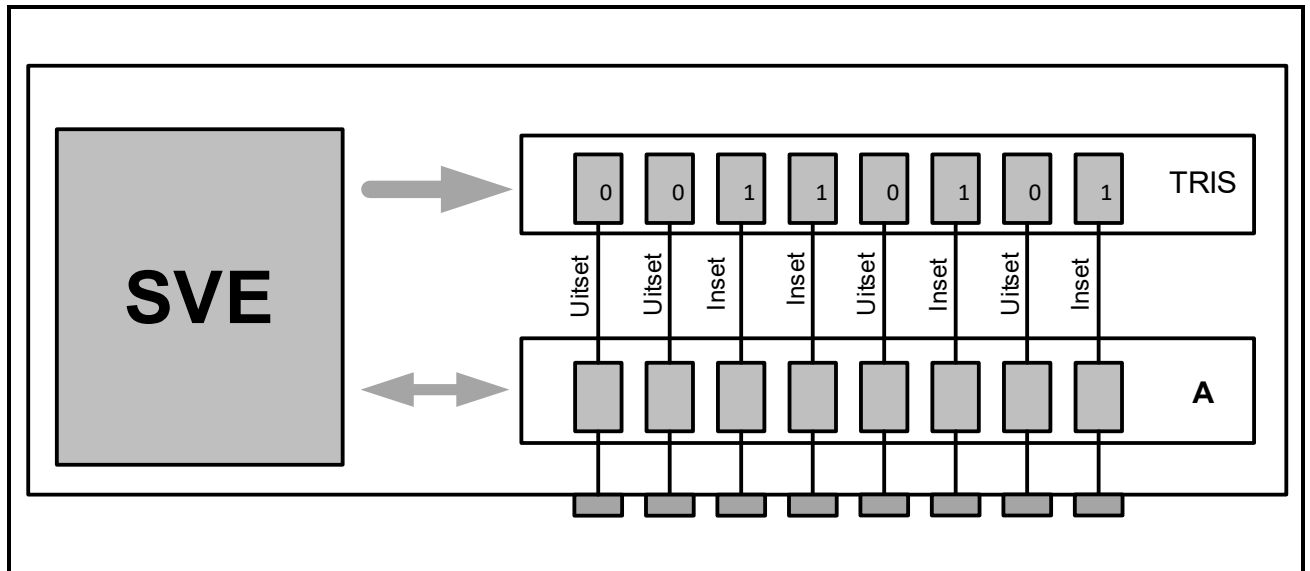 0 0 1 1 0 1 0 1 TRIS
SVE
Uitset Uitset Inset Inset Uitset Inset Uitset Inset
A